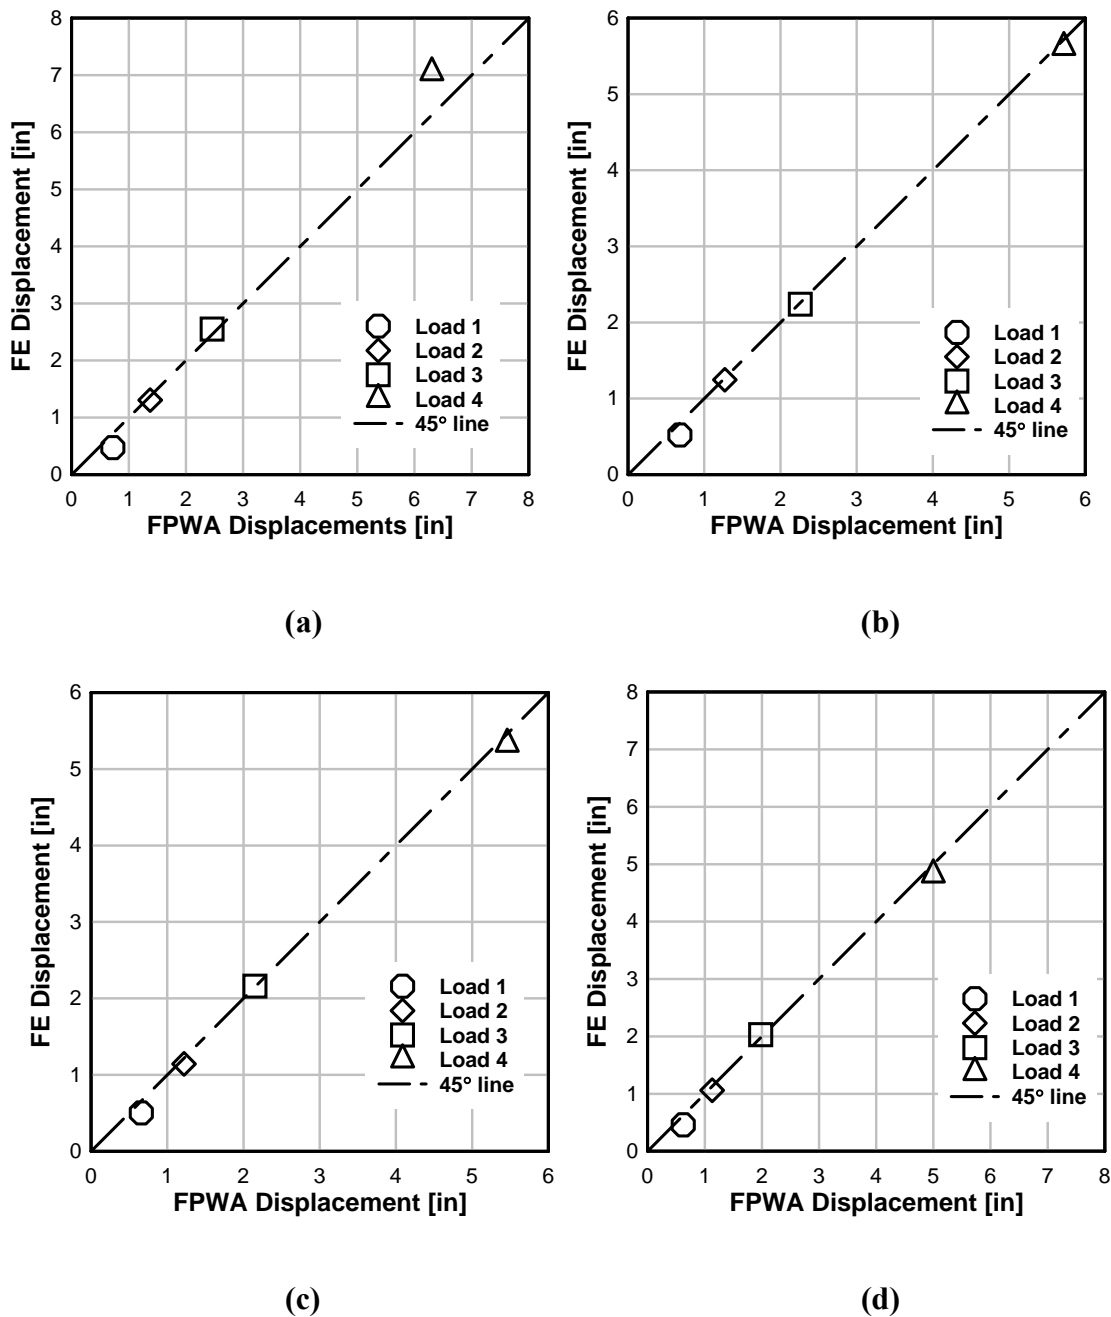 8
7
6
5
4
3
2
1
0
FE Displacement [in]
Load 1
Load 2
Load 3
Load 4
45° line
0 1 2 3 4 5 6 7 8
FPWA Displacements [in]
(a)
6
5
4
3
2
1
0
FE Displacement [in]
Load 1
Load 2
Load 3
Load 4
45° line
0 1 2 3 4 5 6
FPWA Displacement [in]
(b)
6
5
4
3
2
1
0
FE Displacement [in]
Load 1
Load 2
Load 3
Load 4
45° line
0 1 2 3 4 5 6
FPWA Displacement [in]
(c)
8
7
6
5
4
3
2
1
0
FE Displacement [in]
Load 1
Load 2
Load 3
Load 4
45° line
0 1 2 3 4 5 6 7 8
FPWA Displacement [in]
(d)